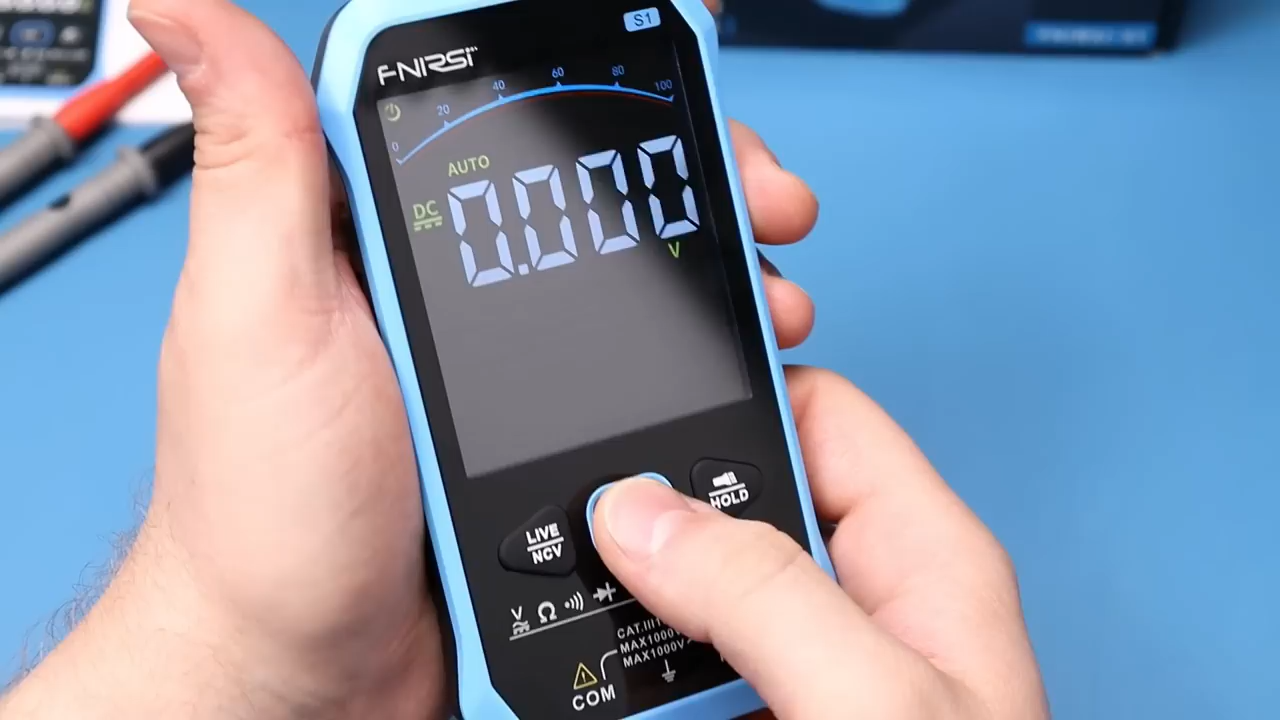 S1
FNIRSI
0 20 40 60 80 100
AUTO
DC 0.000
V
LIVE
NCV
HOLD
V Ω
CAT.III
MAX1000V
MAX1000V
COM